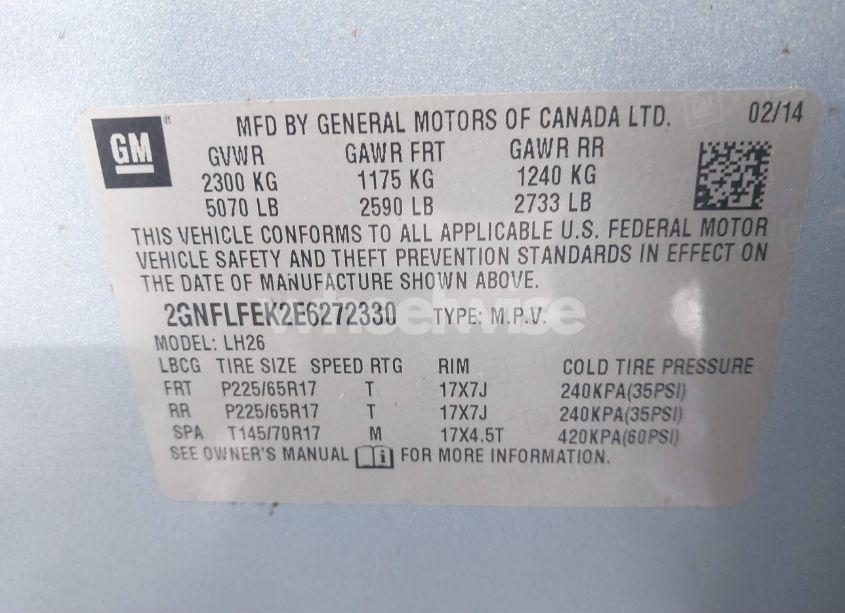 GM ®
MFD BY GENERAL MOTORS OF CANADA LTD. 02/14
GVWR GAWR FRT GAWR RR
2300 KG 1175 KG 1240 KG
5070 LB 2590 LB 2733 LB
THIS VEHICLE CONFORMS TO ALL APPLICABLE U.S. FEDERAL MOTOR
VEHICLE SAFETY AND THEFT PREVENTION STANDARDS IN EFFECT ON
THE DATE OF MANUFACTURE SHOWN ABOVE.
2GNFLFEK2E6272330 TYPE: M.P.V.
wheelwise
MODEL: LH26
LBCG TIRE SIZE SPEED RTG RIM COLD TIRE PRESSURE
FRT P225/65R17 T 17X7J 240KPA(35PSI)
RR P225/65R17 T 17X7J 240KPA(35PSI)
SPA T145/70R17 M 17X4.5T 420KPA(60PSI)
SEE OWNER'S MANUAL i FOR MORE INFORMATION.